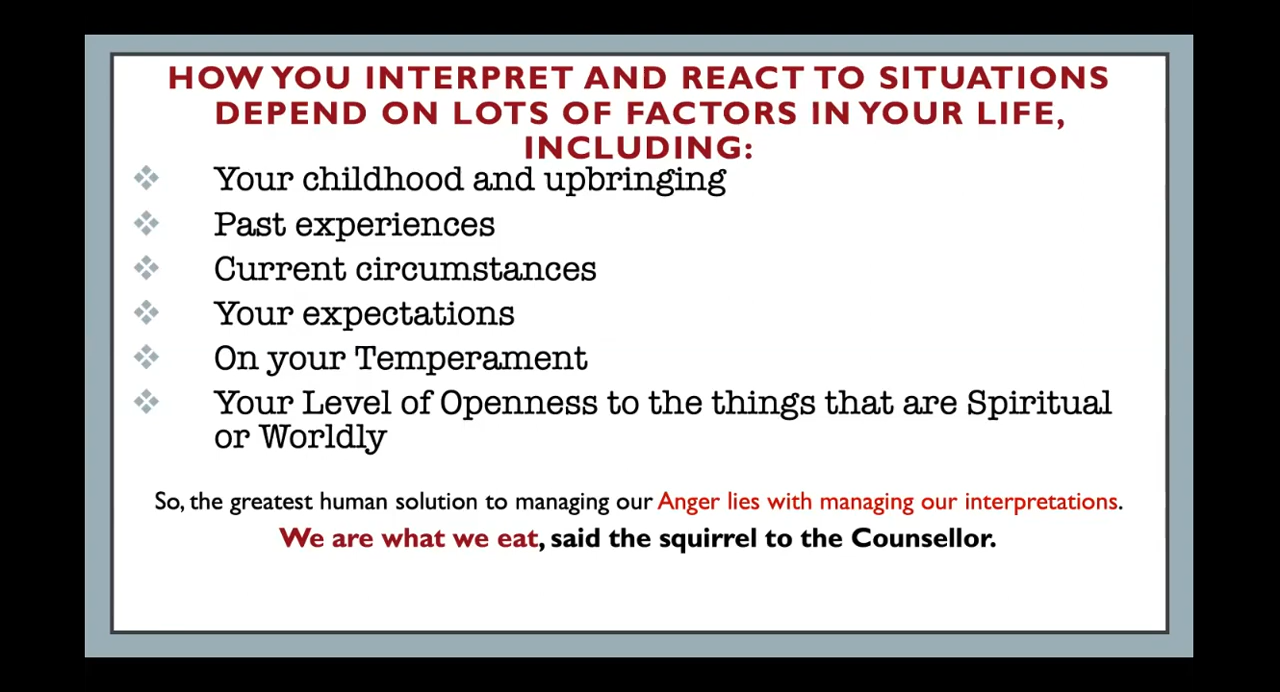 HOW YOU INTERPRET AND REACT TO SITUATIONS
DEPEND ON LOTS OF FACTORS IN YOUR LIFE,
INCLUDING:
Your childhood and upbringing
Past experiences
Current circumstances
Your expectations
On your Temperament
Your Level of Openness to the things that are Spiritual
or Worldly
So, the greatest human solution to managing our Anger lies with managing our interpretations.
We are what we eat, said the squirrel to the Counsellor.